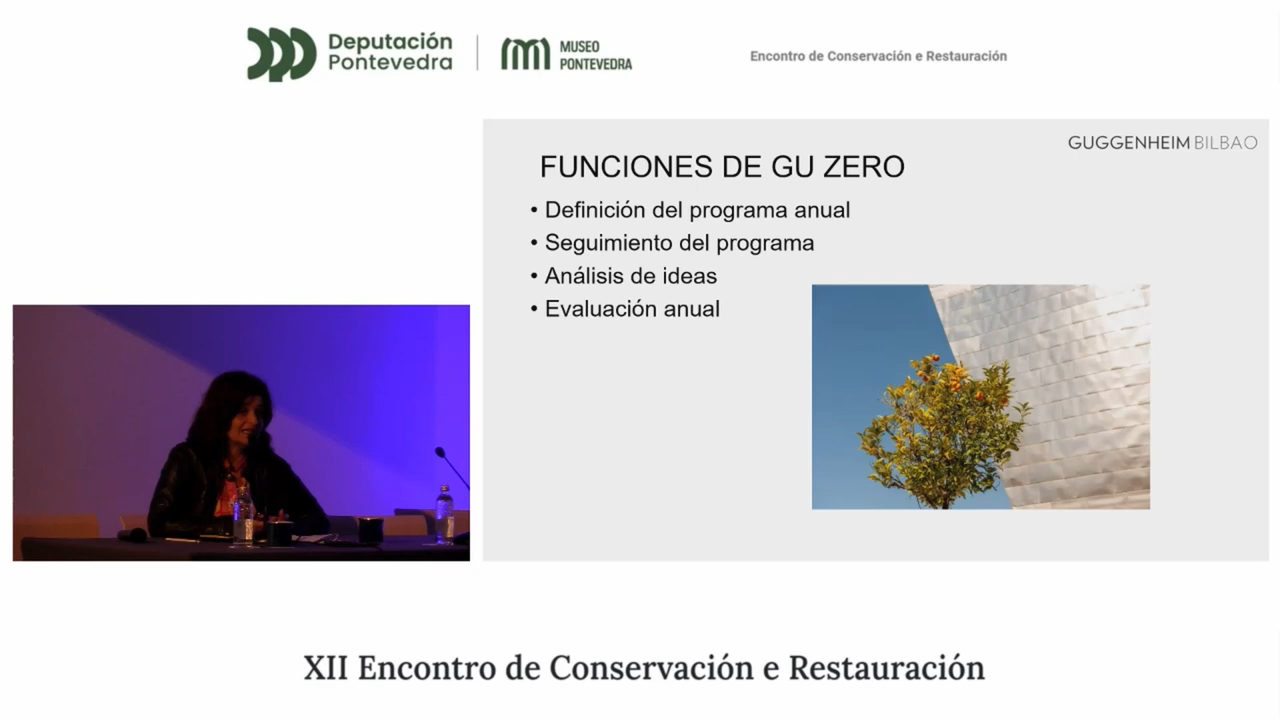 Deputación
Pontevedra
MUSEO
PONTEVEDRA
Encontro de Conservación e Restauración
GUGGENHEIM BILBAO
FUNCIONES DE GU ZERO
• Definición del programa anual
• Seguimiento del programa
• Análisis de ideas
• Evaluación anual
XII Encontro de Conservación e Restauración